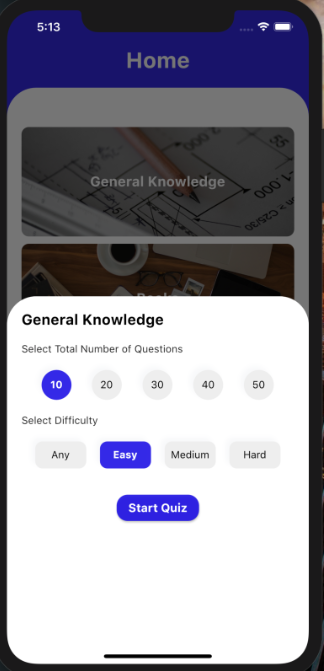 5:13
Home
General Knowledge
General Knowledge
Select Total Number of Questions
10 20 30 40 50
Select Difficulty
Any Easy Medium Hard
Start Quiz